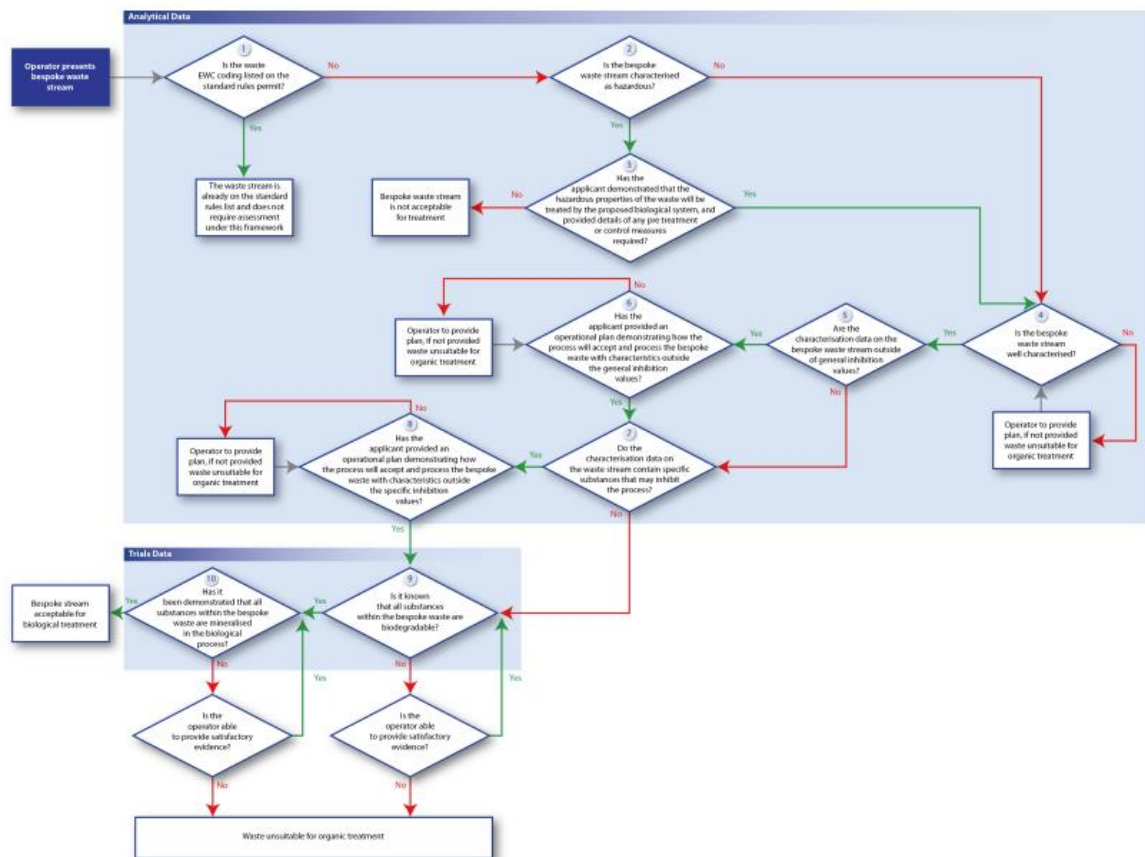 Analytical Data
Operator presents
bespoke waste
stream
1
Is the waste
EWC coding listed on the
standard rules permit?
No
2
Is the bespoke
waste stream characterised
as hazardous?
No
Yes
Yes
The waste stream is
already on the standard
rules list and does not
require assessment
under this framework
Bespoke waste stream
is not acceptable
for treatment
No
3
Has the
applicant demonstrated that the
hazardous properties of the waste will be
treated by the proposed biological system, and
provided details of any pre treatment
or control measures
required?
Yes
No
Operator to provide
plan, if not provided
waste unsuitable for
organic treatment
6
Has the
applicant provided an
operational plan demonstrating how the
process will accept and process the bespoke
waste with characteristics outside
the general inhibition
values?
Yes
5
Are the
characterisation data on the
bespoke waste stream outside
of general inhibition
values?
Yes
4
Is the bespoke
waste stream
well characterised?
No
Yes
No
Operator to provide
plan, if not provided
waste unsuitable for
organic treatment
No
Operator to provide
plan, if not provided
waste unsuitable for
organic treatment
8
Has the
applicant provided an
operational plan demonstrating how
the process will accept and process the bespoke
waste with characteristics outside
the specific inhibition
values?
Yes
7
Do the
characterisation data on
the waste stream contain specific
substances that may inhibit
the process?
Yes
No
Trials Data
Bespoke stream
acceptable for
biological treatment
Yes
10
Has it
been demonstrated that all
substances within the bespoke
waste are mineralised
in the biological
process?
Yes
9
Is it known
that all substances
within the bespoke waste are
biodegradable?
No
Yes
No
Yes
Is the
operator able
to provide satisfactory
evidence?
Is the
operator able
to provide satisfactory
evidence?
No
No
Waste unsuitable for organic treatment